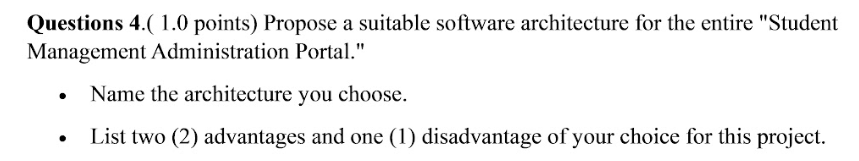 Questions 4.( 1.0 points) Propose a suitable software architecture for the entire "Student
Management Administration Portal."
• Name the architecture you choose.
• List two (2) advantages and one (1) disadvantage of your choice for this project.